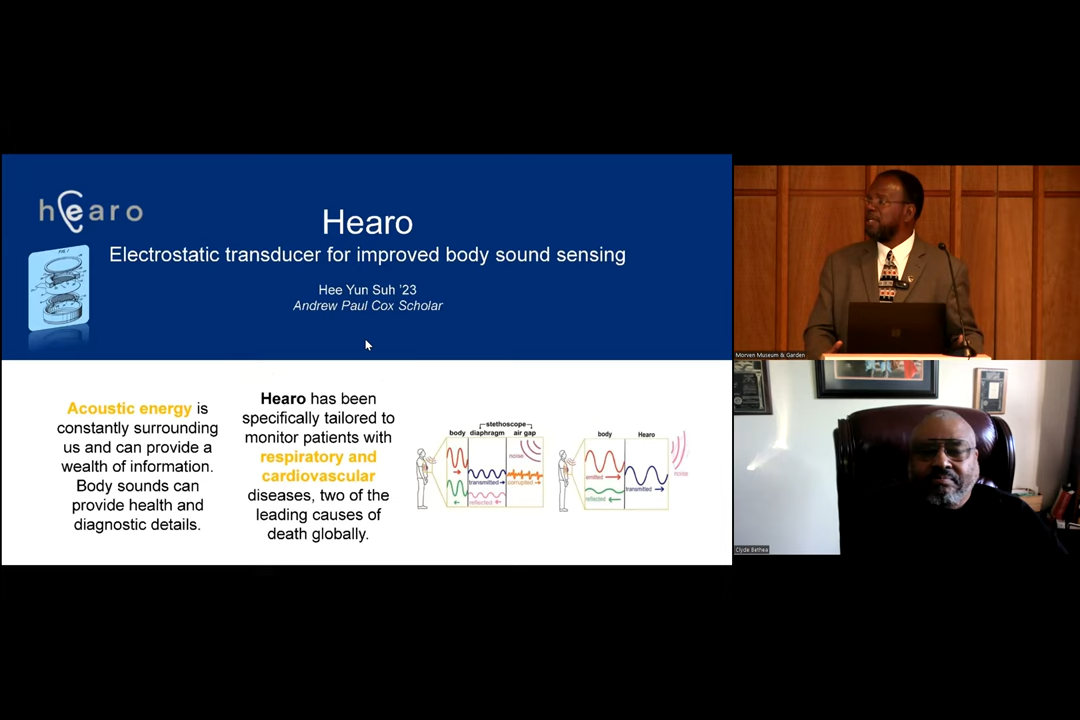 hearo
Hearo
Electrostatic transducer for improved body sound sensing
Hee Yun Suh ’23
Andrew Paul Cox Scholar
FIG. 1
Acoustic energy is
constantly surrounding
us and can provide a
wealth of information.
Body sounds can
provide health and
diagnostic details.
Hearo has been
specifically tailored to
monitor patients with
respiratory and
cardiovascular
diseases, two of the
leading causes of
death globally.
stethoscope
body diaphragm air gap
noise
transmitted corrupted
reflected
body Hearo
emitted
noise
transmitted
reflected
Morven Museum & Garden
Clyde Bethea